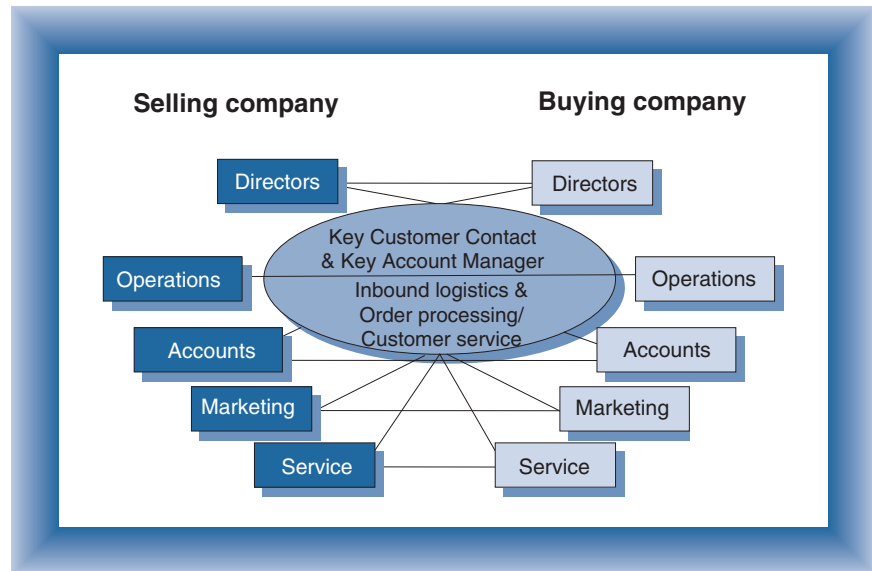 Selling company
Buying company
Directors
Directors
Key Customer Contact
& Key Account Manager
Operations
Operations
Inbound logistics &
Order processing/
Customer service
Accounts
Accounts
Marketing
Marketing
Service
Service